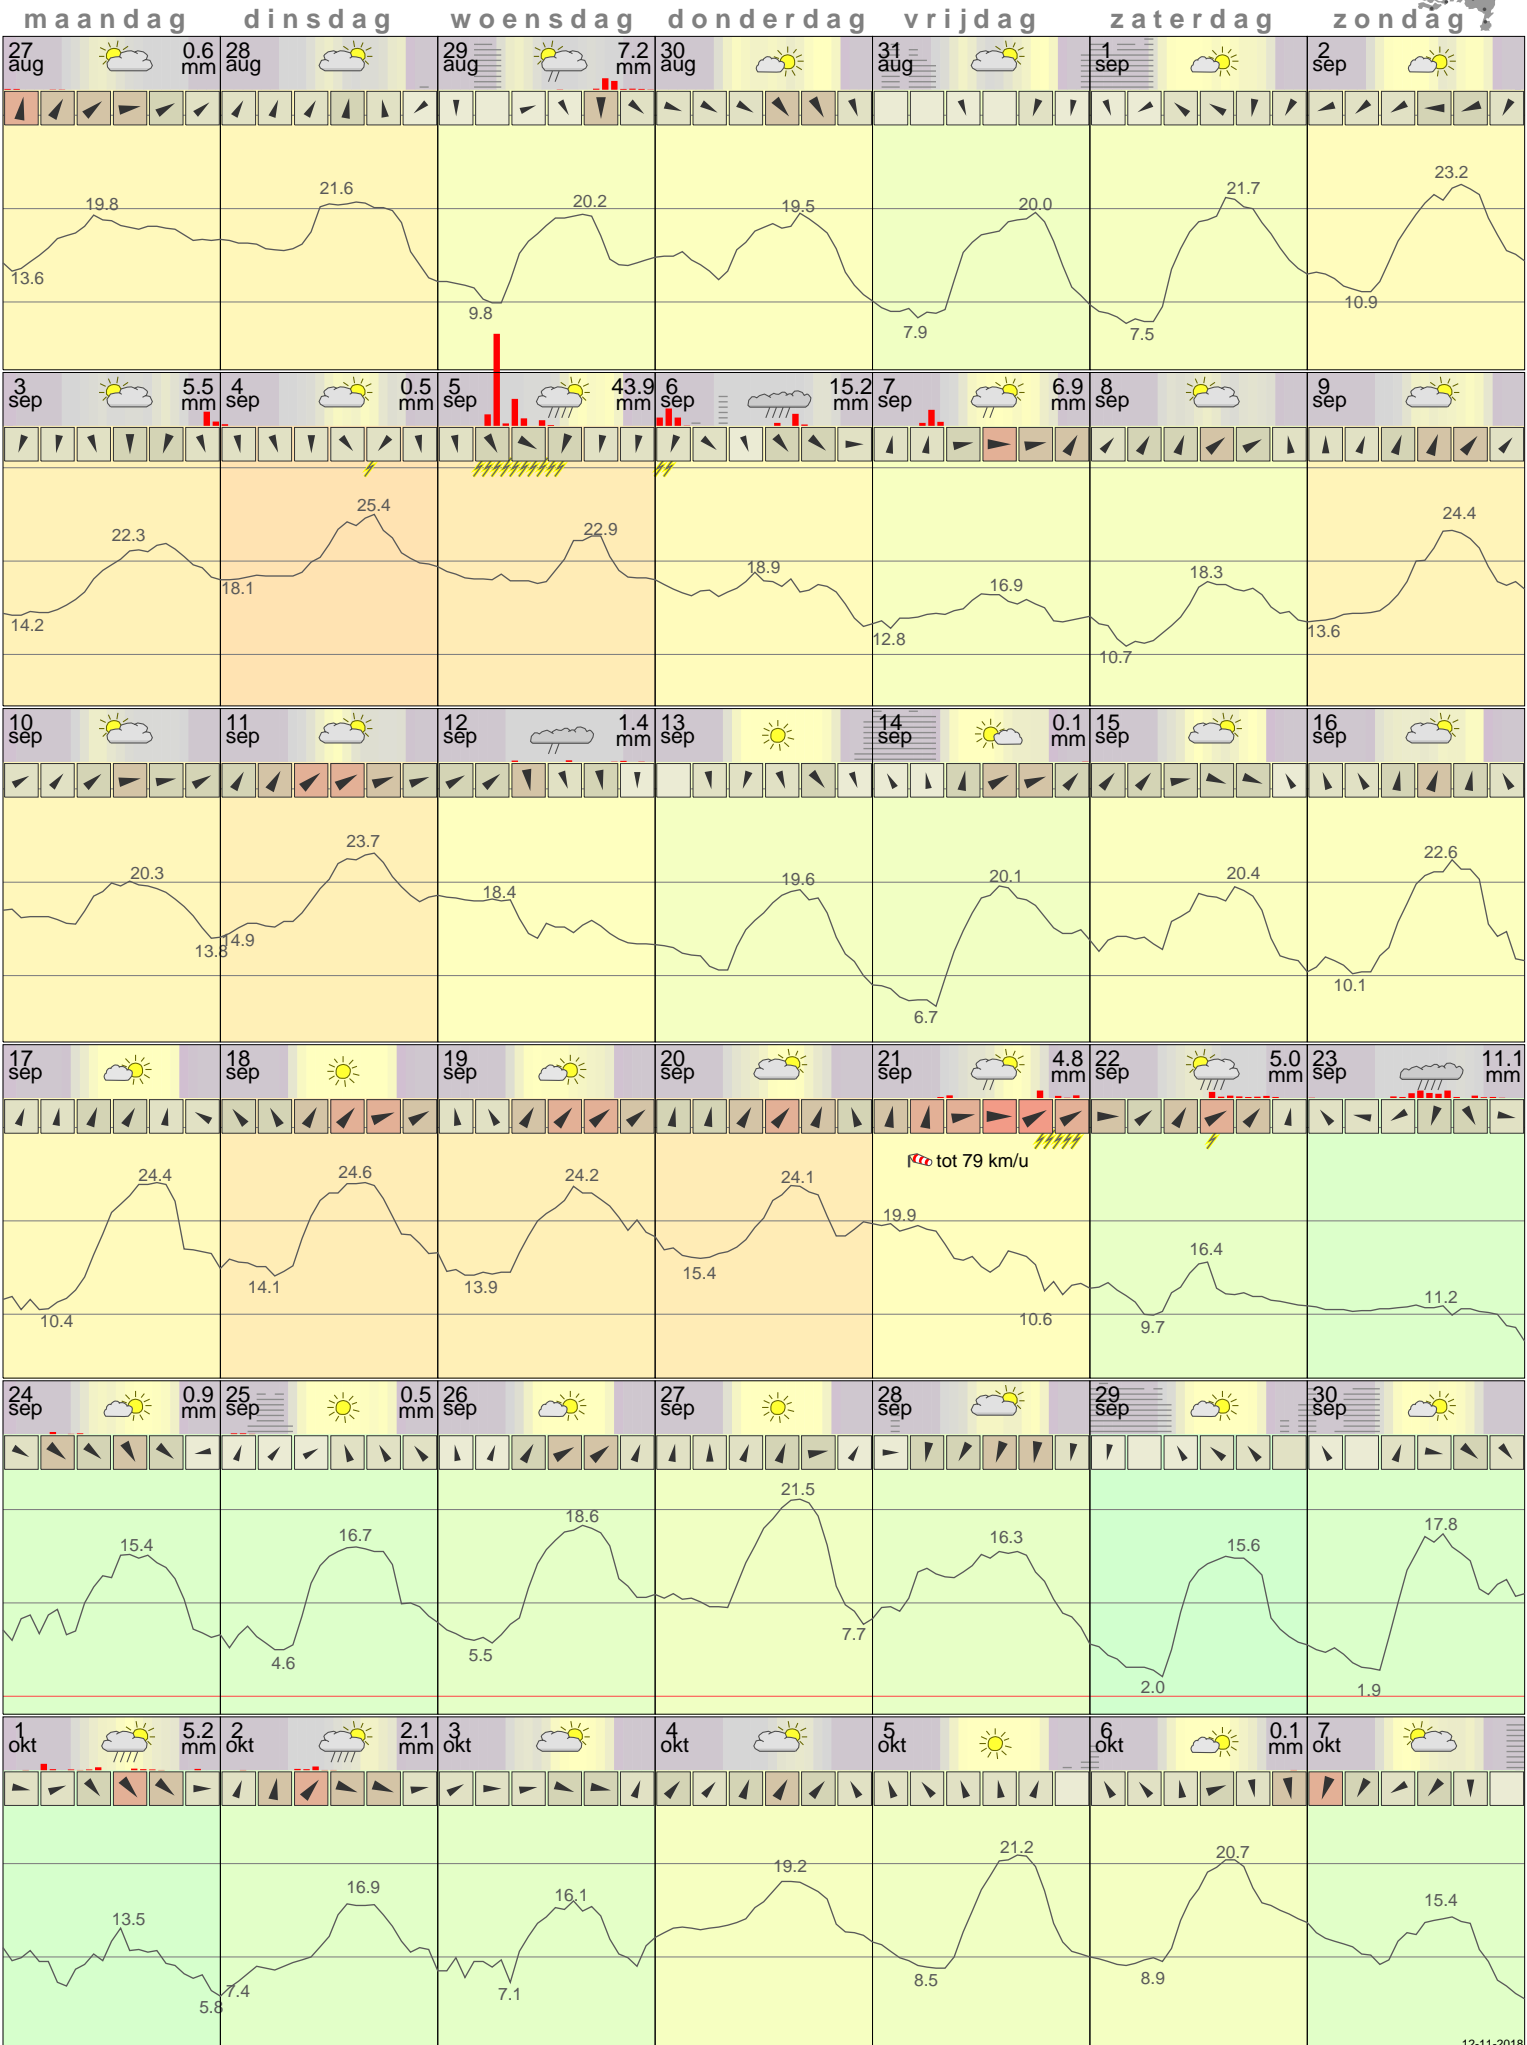 maandag dinsdag woensdag donderdag vrijdag zaterdag zondag
27 aug 0.6 mm 28 aug 29 aug 7.2 mm 30 aug 31 aug 1 sep 2 sep
19.8 21.6 20.2 19.5 20.0 21.7 23.2
13.6 9.8 7.9 7.5 10.9
3 sep 5.5 mm 4 sep 0.5 mm 5 sep 43.9 mm 6 sep 15.2 mm 7 sep 6.9 mm 8 sep 9 sep
22.3 25.4 22.9 18.9 16.9 18.3 24.4
14.2 18.1 12.8 10.7 13.6
10 sep 11 sep 12 sep 1.4 mm 13 sep 14 sep 0.1 mm 15 sep 16 sep
20.3 23.7 18.4 19.6 20.1 20.4 22.6
13.8 14.9 6.7 10.1
17 sep 18 sep 19 sep 20 sep 21 sep 4.8 mm 22 sep 5.0 mm 23 sep 11.1 mm
tot 79 km/u
24.4 24.6 24.2 24.1 19.9 16.4 11.2
10.4 14.1 13.9 15.4 10.6 9.7
24 sep 0.9 mm 25 sep 0.5 mm 26 sep 27 sep 28 sep 29 sep 30 sep
15.4 16.7 18.6 21.5 16.3 15.6 17.8
4.6 5.5 7.7 2.0 1.9
1 okt 5.2 mm 2 okt 2.1 mm 3 okt 4 okt 5 okt 6 okt 0.1 mm 7 okt
13.5 16.9 16.1 19.2 21.2 20.7 15.4
5.8 7.4 7.1 8.5 8.9
12-11-2018